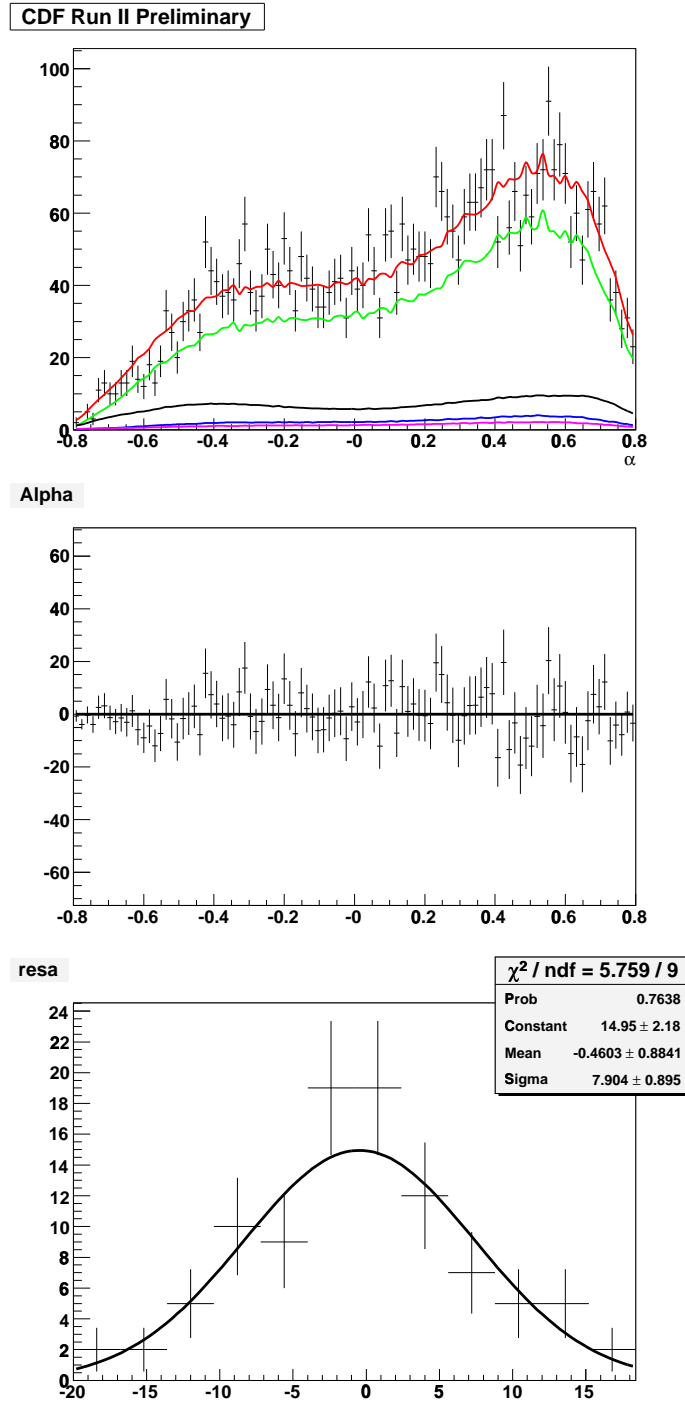 CDF Run II Preliminary
100
80
60
40
20
0
-0.8 -0.6 -0.4 -0.2 -0 0.2 0.4 0.6 0.8
α
Alpha
60
40
20
0
-20
-40
-60
-0.8 -0.6 -0.4 -0.2 -0 0.2 0.4 0.6 0.8
resa
χ² / ndf = 5.759 / 9
Prob 0.7638
Constant 14.95 ± 2.18
Mean -0.4603 ± 0.8841
Sigma 7.904 ± 0.895
24
22
20
18
16
14
12
10
8
6
4
2
0
-20 -15 -10 -5 0 5 10 15